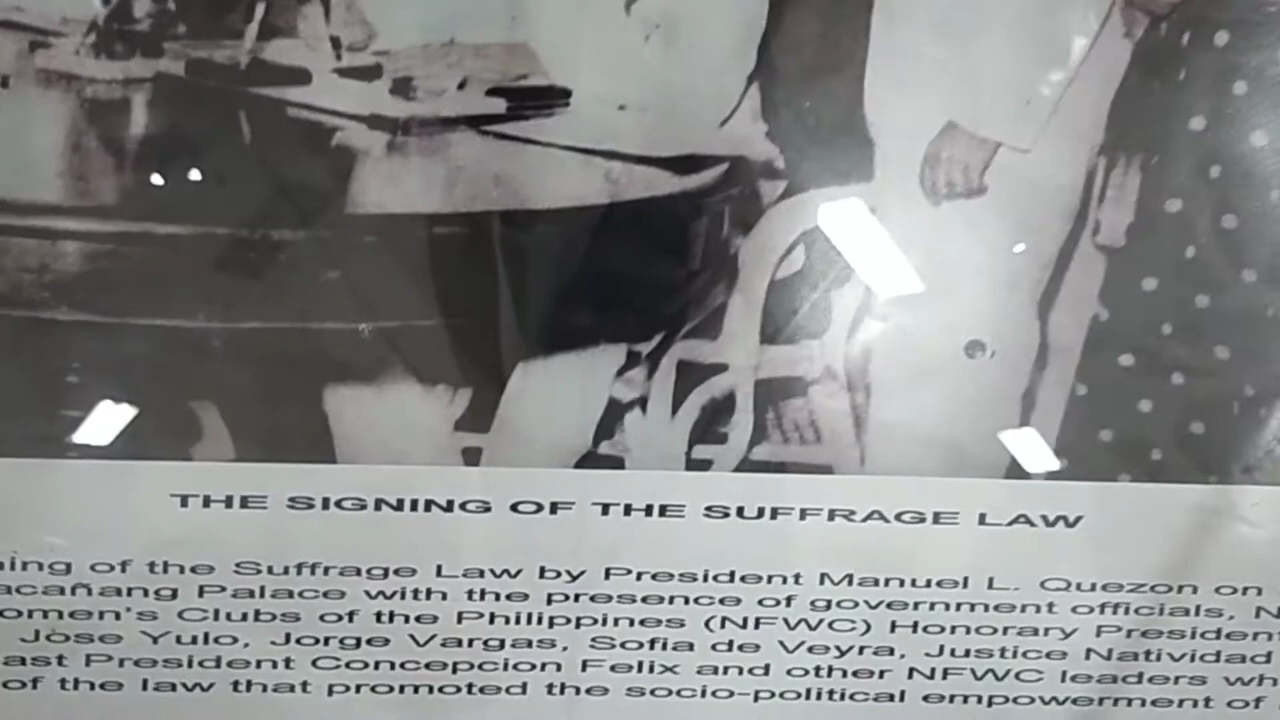 THE SIGNING OF THE SUFFRAGE LAW
ing of the Suffrage Law by President Manuel L. Quezon on
acañang Palace with the presence of government officials, N
omen's Clubs of the Philippines (NFWC) Honorary President
Jose Yulo, Jorge Vargas, Sofia de Veyra, Justice Natividad
ast President Concepcion Felix and other NFWC leaders wh
of the law that promoted the socio-political empowerment of